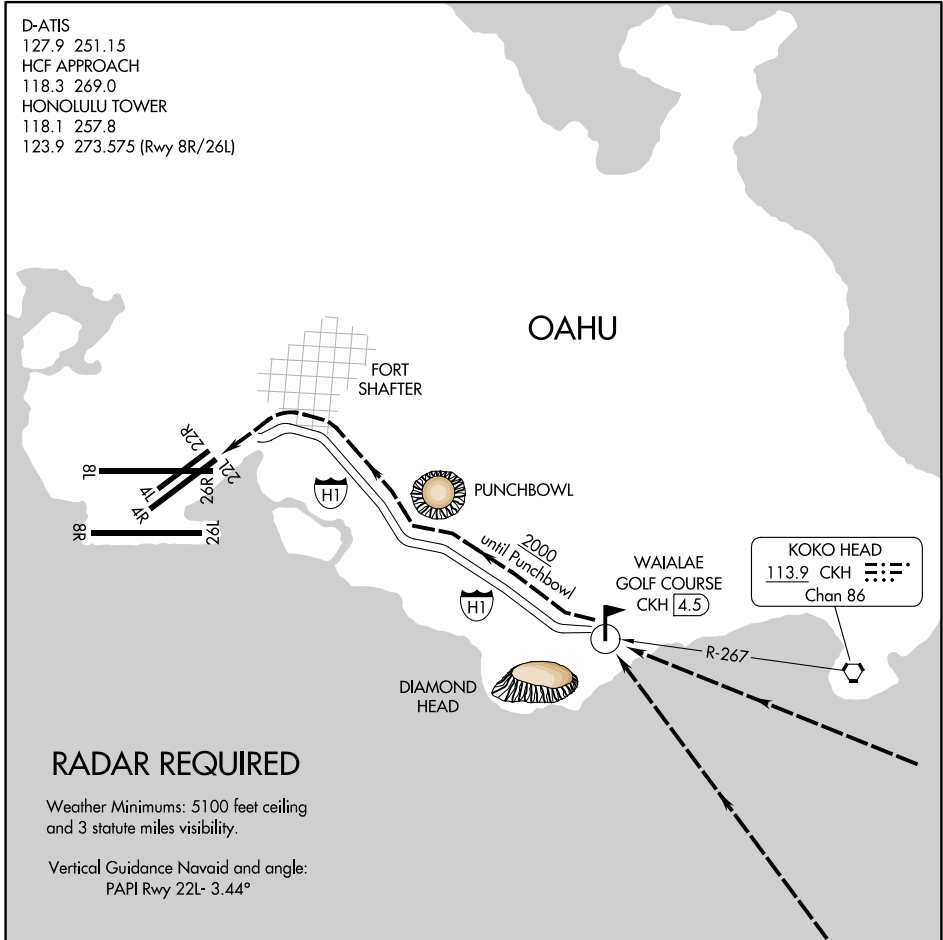 D-ATIS
127.9 251.15
HCF APPROACH
118.3 269.0
HONOLULU TOWER
118.1 257.8
123.9 273.575 (Rwy 8R/26L)
OAHU
FORT
SHAFTER
22R
22L
8L
26R
4L
4R
8R
26L
H1
PUNCHBOWL
2000
until Punchbowl
WAIALAE
GOLF COURSE
CKH 4.5
KOKO HEAD
113.9 CKH
Chan 86
H1
R-267
DIAMOND
HEAD
RADAR REQUIRED
Weather Minimums: 5100 feet ceiling
and 3 statute miles visibility.
Vertical Guidance Navaid and angle:
PAPI Rwy 22L- 3.44°